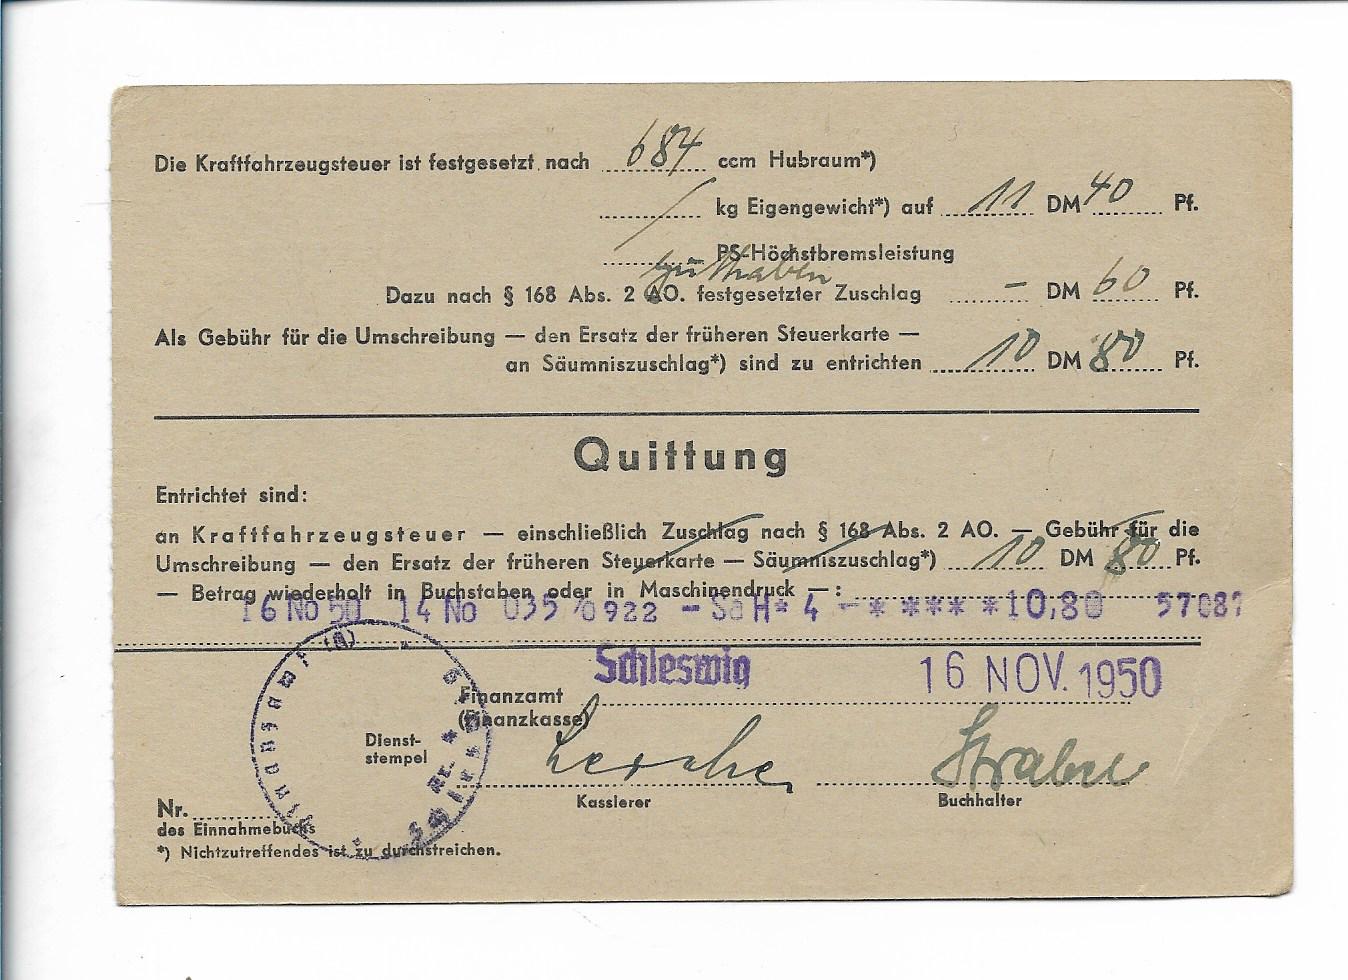 Die Kraftfahrzeugsteuer ist festgesetzt nach 684 ccm Hubraum*)
kg Eigengewicht*) auf 11 DM 40 Pf.
PS-Höchstbremsleistung
Guthaben
Dazu nach § 168 Abs. 2 AO. festgesetzter Zuschlag – DM 60 Pf.
Als Gebühr für die Umschreibung — den Ersatz der früheren Steuerkarte —
an Säumniszuschlag*) sind zu entrichten 10 DM 80 Pf.
Quittung
Entrichtet sind:
an Kraftfahrzeugsteuer — einschließlich Zuschlag nach § 168 Abs. 2 AO. — Gebühr für die
Umschreibung — den Ersatz der früheren Steuerkarte — Säumniszuschlag*) 10 DM 80 Pf.
— Betrag wiederholt in Buchstaben oder in Maschinendruck —:
16 No 50 14 No 035 0922 - Sa H* 4 -* *** *10,80 57087
Schleswig 16 NOV. 1950
Finanzamt
(Finanzkasse)
Dienst-
stempel
Kassierer Buchhalter
Nr.
des Einnahmebuchs
*) Nichtzutreffendes ist zu durchstreichen.